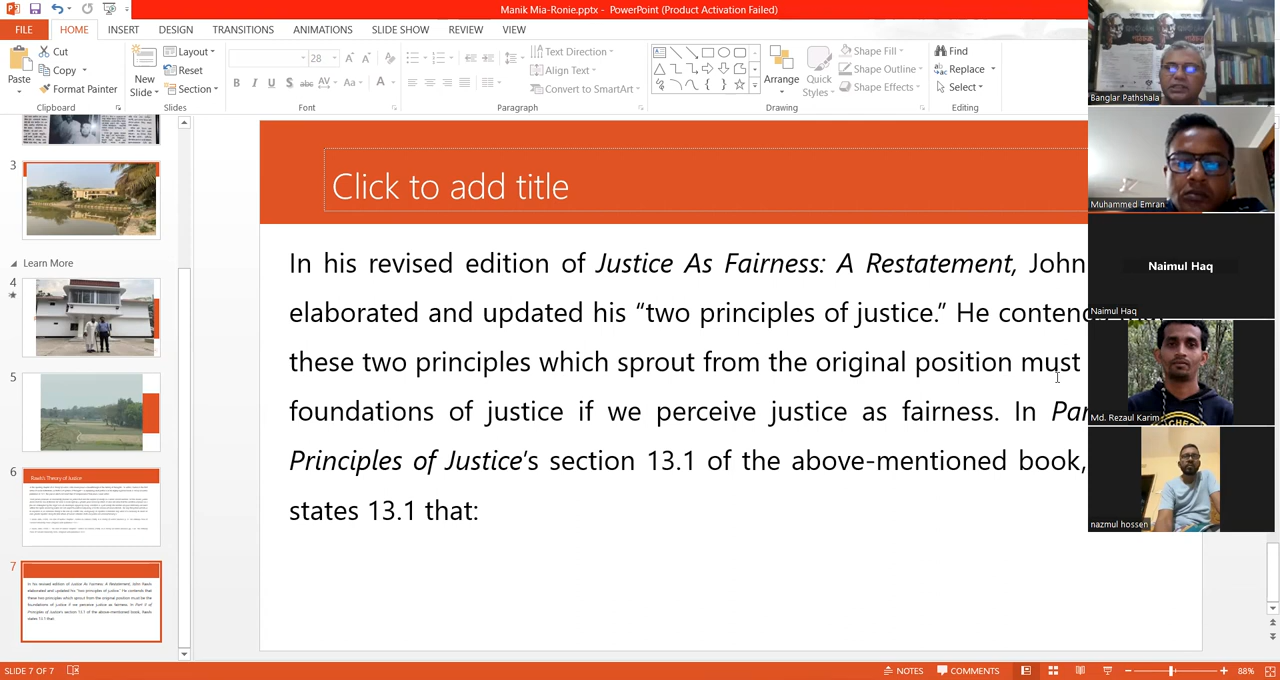 Manik Mia-Ronie.pptx - PowerPoint (Product Activation Failed)
FILE HOME INSERT DESIGN TRANSITIONS ANIMATIONS SLIDE SHOW REVIEW VIEW
Paste
Cut
Copy
Format Painter
Clipboard
New
Slide
Layout
Reset
Section
Slides
28
Font
Text Direction
Align Text
Convert to SmartArt
Paragraph
Arrange
Quick
Styles
Shape Fill
Shape Outline
Shape Effects
Drawing
Find
Replace
Select
Editing
3
Learn More
4
5
6
Rawls's Theory of Justice
7
Click to add title
In his revised edition of Justice As Fairness: A Restatement, John
elaborated and updated his “two principles of justice.” He contends
these two principles which sprout from the original position must
foundations of justice if we perceive justice as fairness. In
Principles of Justice's section 13.1 of the above-mentioned book,
states 13.1 that:
Banglar Pathshala
Muhammed Emran
Naimul Haq
Naimul Haq
Md. Rezaul Karim
nazmul hossen
SLIDE 7 OF 7
NOTES COMMENTS 88%